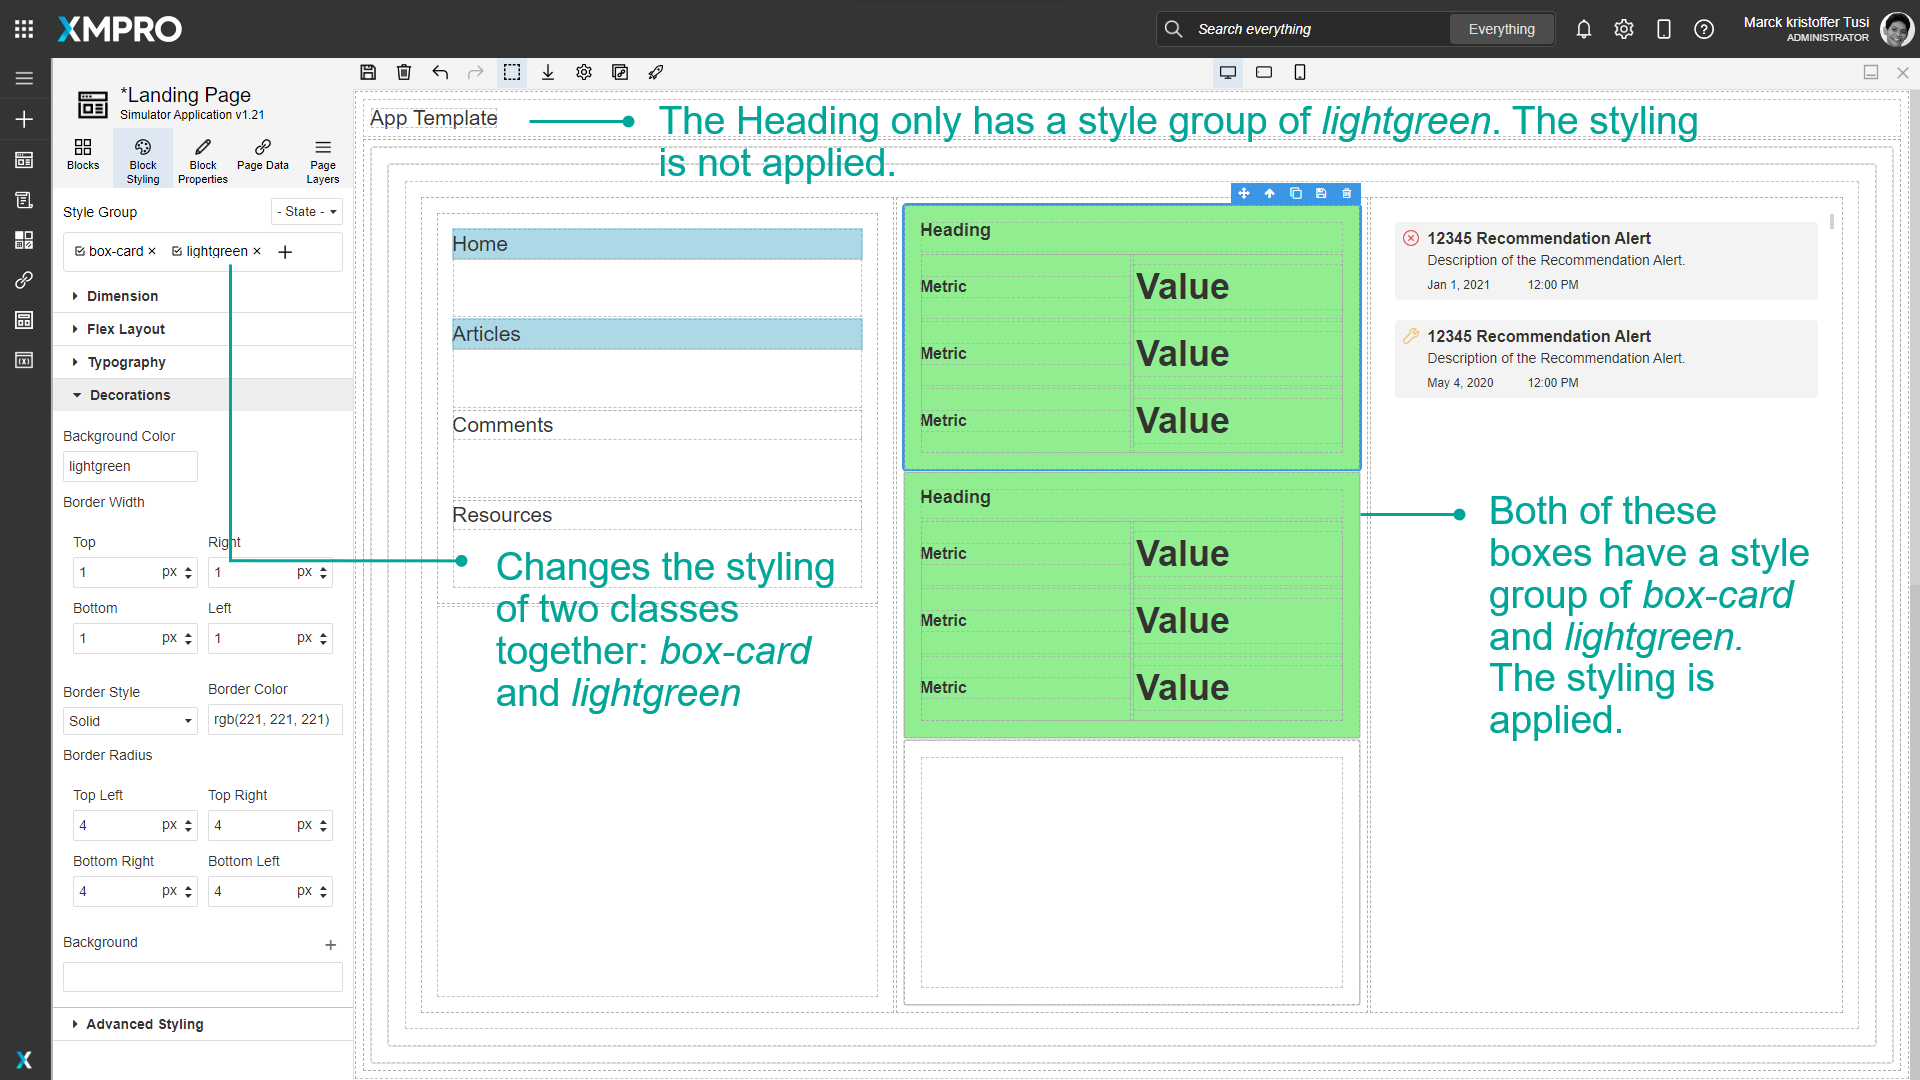 XMPRO
Search everything
Everything
Marck kristoffer Tusi
ADMINISTRATOR
*Landing Page
Simulator Application v1.21
Blocks
Block Styling
Block Properties
Page Data
Page Layers
Style Group
- State -
box-card ×
lightgreen ×
Dimension
Flex Layout
Typography
Decorations
Background Color
lightgreen
Border Width
Top
Right
1 px
1 px
Bottom
Left
1 px
1 px
Border Style
Border Color
Solid
rgb(221, 221, 221)
Border Radius
Top Left
Top Right
4 px
4 px
Bottom Right
Bottom Left
4 px
4 px
Background
Advanced Styling
X
App Template
The Heading only has a style group of lightgreen. The styling
is not applied.
Home
Articles
Comments
Resources
Changes the styling
of two classes
together: box-card
and lightgreen
Heading
Metric
Value
Metric
Value
Metric
Value
Heading
Metric
Value
Metric
Value
Metric
Value
12345 Recommendation Alert
Description of the Recommendation Alert.
Jan 1, 2021 12:00 PM
12345 Recommendation Alert
Description of the Recommendation Alert.
May 4, 2020 12:00 PM
Both of these
boxes have a style
group of box-card
and lightgreen.
The styling is
applied.